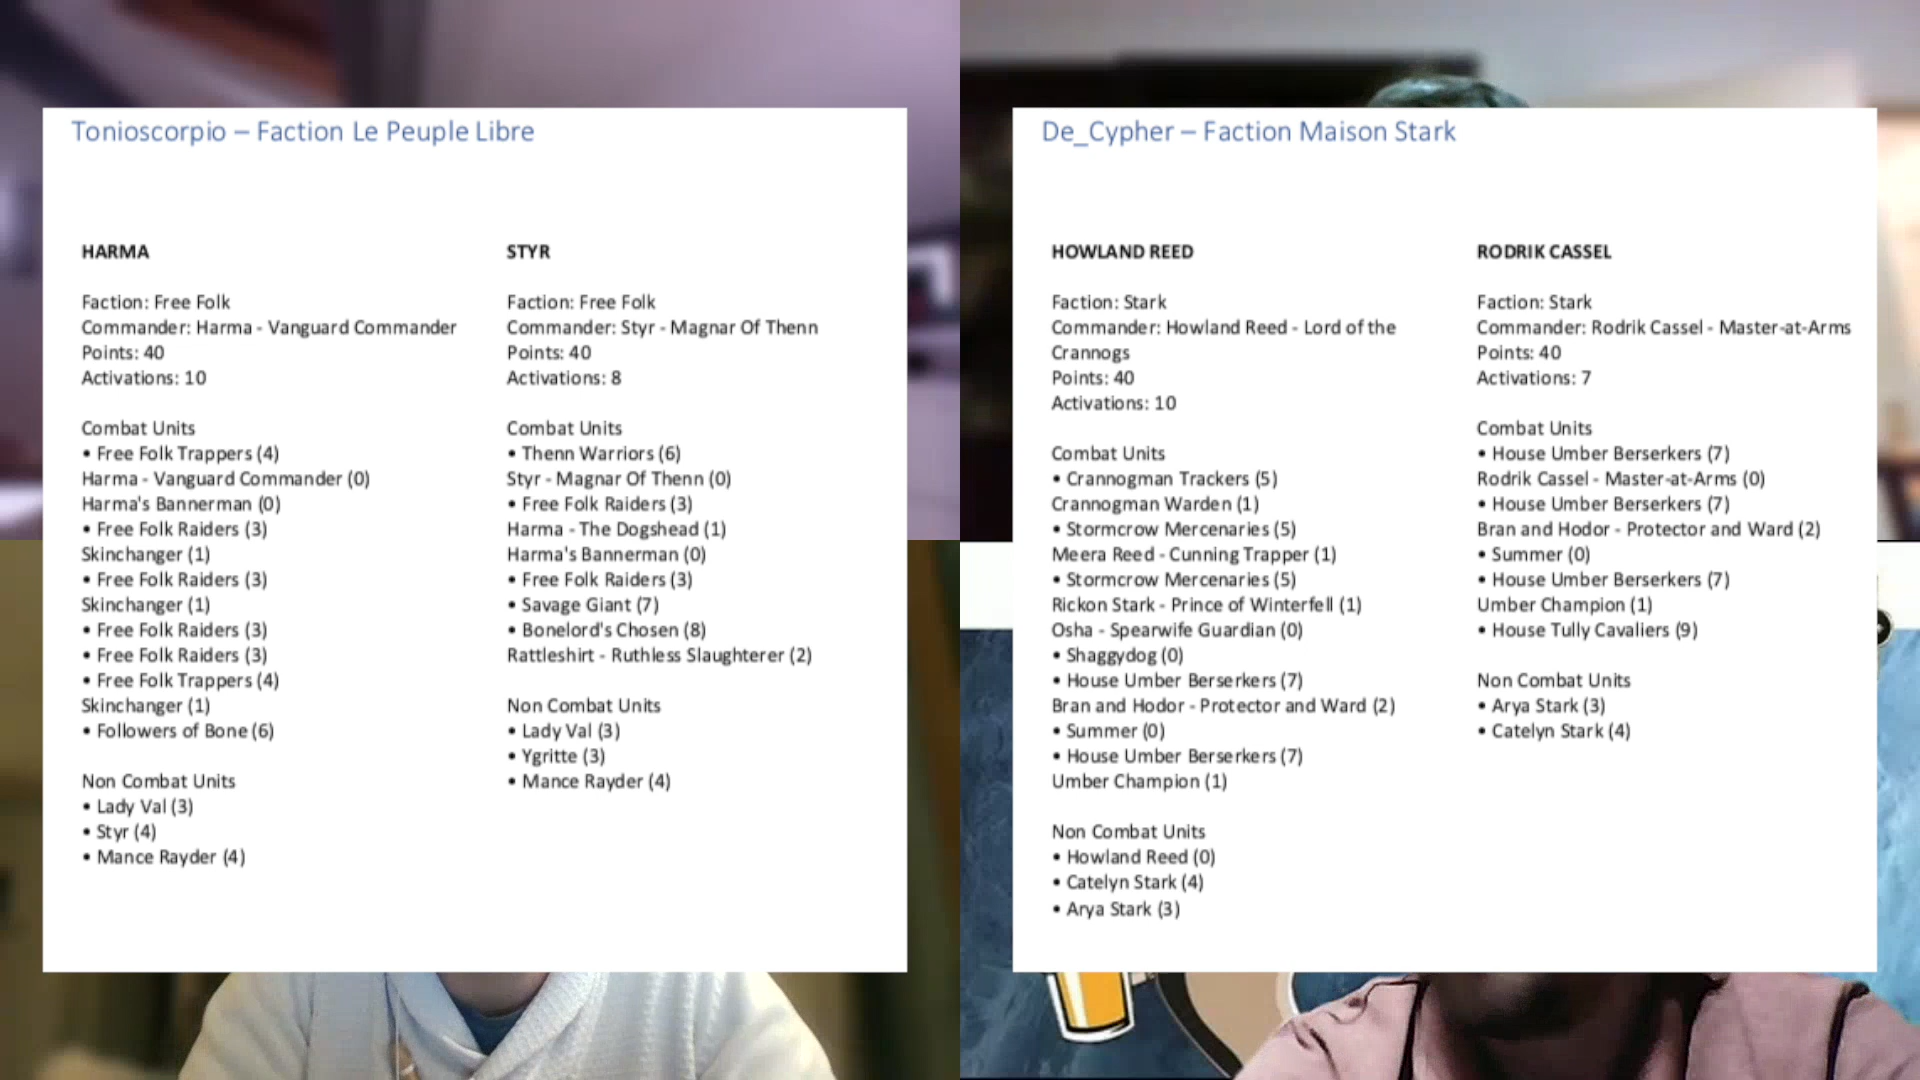 Tonioscorpio – Faction Le Peuple Libre
HARMA
Faction: Free Folk
Commander: Harma - Vanguard Commander
Points: 40
Activations: 10
Combat Units
• Free Folk Trappers (4)
Harma - Vanguard Commander (0)
Harma's Bannerman (0)
• Free Folk Raiders (3)
Skinchanger (1)
• Free Folk Raiders (3)
Skinchanger (1)
• Free Folk Raiders (3)
• Free Folk Raiders (3)
• Free Folk Trappers (4)
Skinchanger (1)
• Followers of Bone (6)
Non Combat Units
• Lady Val (3)
• Styr (4)
• Mance Rayder (4)
STYR
Faction: Free Folk
Commander: Styr - Magnar Of Thenn
Points: 40
Activations: 8
Combat Units
• Thenn Warriors (6)
Styr - Magnar Of Thenn (0)
• Free Folk Raiders (3)
Harma - The Dogshead (1)
Harma's Bannerman (0)
• Free Folk Raiders (3)
• Savage Giant (7)
• Bonelord's Chosen (8)
Rattleshirt - Ruthless Slaughterer (2)
Non Combat Units
• Lady Val (3)
• Ygritte (3)
• Mance Rayder (4)
De_Cypher – Faction Maison Stark
HOWLAND REED
Faction: Stark
Commander: Howland Reed - Lord of the
Crannogs
Points: 40
Activations: 10
Combat Units
• Crannogman Trackers (5)
Crannogman Warden (1)
• Stormcrow Mercenaries (5)
Meera Reed - Cunning Trapper (1)
• Stormcrow Mercenaries (5)
Rickon Stark - Prince of Winterfell (1)
Osha - Spearwife Guardian (0)
• Shaggydog (0)
• House Umber Berserkers (7)
Bran and Hodor - Protector and Ward (2)
• Summer (0)
• House Umber Berserkers (7)
Umber Champion (1)
Non Combat Units
• Howland Reed (0)
• Catelyn Stark (4)
• Arya Stark (3)
RODRIK CASSEL
Faction: Stark
Commander: Rodrik Cassel - Master-at-Arms
Points: 40
Activations: 7
Combat Units
• House Umber Berserkers (7)
Rodrik Cassel - Master-at-Arms (0)
• House Umber Berserkers (7)
Bran and Hodor - Protector and Ward (2)
• Summer (0)
• House Umber Berserkers (7)
Umber Champion (1)
• House Tully Cavaliers (9)
Non Combat Units
• Arya Stark (3)
• Catelyn Stark (4)